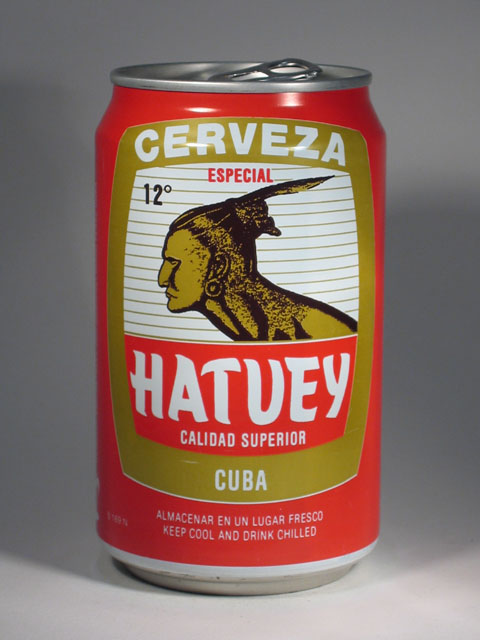 CERVEZA
ESPECIAL
12°
HATUEY
CALIDAD SUPERIOR
CUBA
ALMACENAR EN UN LUGAR FRESCO
KEEP COOL AND DRINK CHILLED